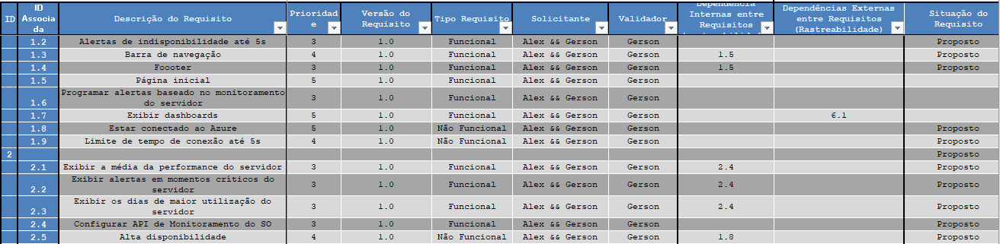 ID	ID Associada	Descrição do Requisito	Prioridade	Versão do Requisito	Tipo Requisito	Solicitante	Validador	Dependência Internas entre Requisitos	Dependências Externas entre Requisitos (Rastreabilidade)	Situação do Requisito
1.2	Alertas de indisponibilidade até 5s	3	1.0	Funcional	Alex && Gerson	Gerson	Proposto
1.3	Barra de navegação	4	1.0	Funcional	Alex && Gerson	Gerson	1.5	Proposto
1.4	Foooter	3	1.0	Funcional	Alex && Gerson	Gerson	1.5	Proposto
1.5	Página inicial	5	1.0	Funcional	Alex && Gerson	Gerson
1.6	Programar alertas baseado no monitoramento do servidor	3	1.0	Funcional	Alex && Gerson	Gerson
1.7	Exibir dashboards	5	1.0	Funcional	Alex && Gerson	Gerson	6.1
1.8	Estar conectado ao Azure	5	1.0	Não Funcional	Alex && Gerson	Gerson	Proposto
1.9	Limite de tempo de conexão até 5s	4	1.0	Não Funcional	Alex && Gerson	Gerson	Proposto
2	Proposto
2.1	Exibir a média da performance do servidor	3	1.0	Funcional	Alex && Gerson	Gerson	2.4	Proposto
2.2	Exibir alertas em momentos críticos do servidor	3	1.0	Funcional	Alex && Gerson	Gerson	2.4	Proposto
2.3	Exibir os dias de maior utilização do servidor	3	1.0	Funcional	Alex && Gerson	Gerson	2.4	Proposto
2.4	Configurar API de Monitoramento do SO	3	1.0	Funcional	Alex && Gerson	Gerson	Proposto
2.5	Alta disponibilidade	4	1.0	Não Funcional	Alex && Gerson	Gerson	1.8	Proposto